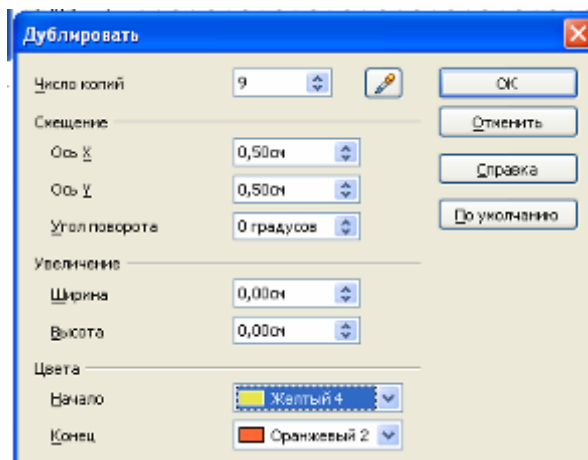 Дублировать
Число копий 9 ОК
Смещение Отменить
Ось X 0,50см Справка
Ось Y 0,50см
Угол поворота 0 градусов По умолчанию
Увеличение
Ширина 0,00см
Высота 0,00см
Цвета
Начало Желтый 4
Конец Оранжевый 2